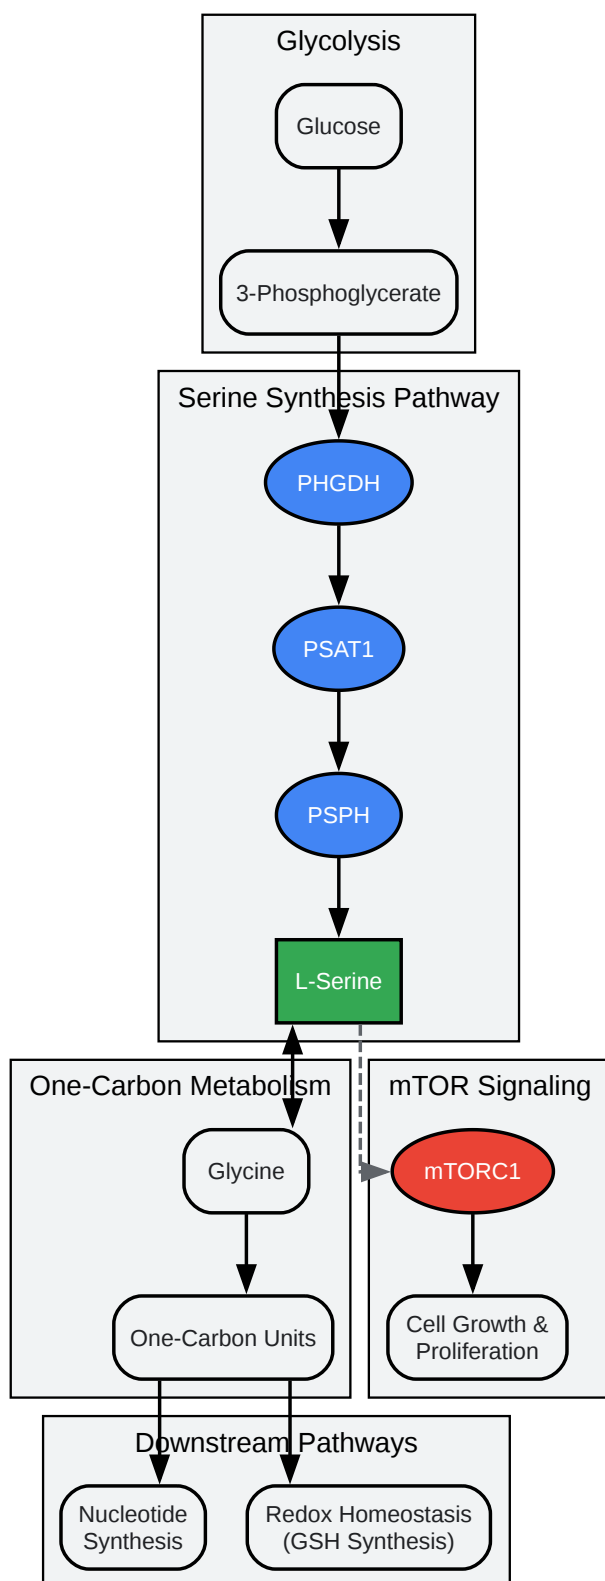 Glycolysis
Glucose
3-Phosphoglycerate
Serine Synthesis Pathway
PHGDH
PSAT1
PSPH
L-Serine
One-Carbon Metabolism
mTOR Signaling
Glycine
mTORC1
One-Carbon Units
Cell Growth &
Proliferation
Downstream Pathways
Nucleotide
Synthesis
Redox Homeostasis
(GSH Synthesis)